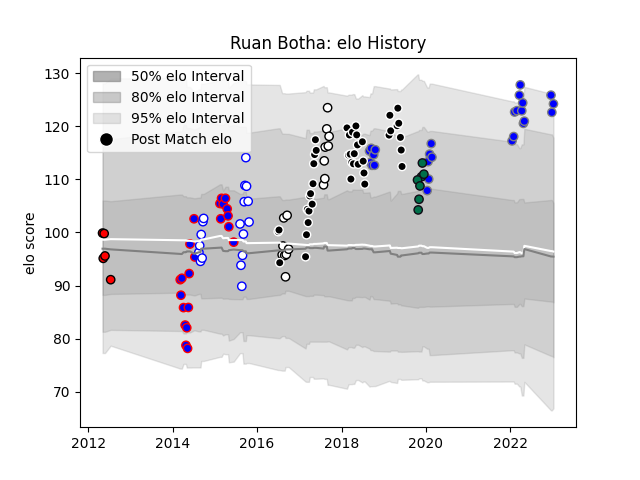 Ruan Botha: elo History
50% elo Interval
80% elo Interval
95% elo Interval
Post Match elo
elo score
130
120
110
100
90
80
70
2012
2014
2016
2018
2020
2022